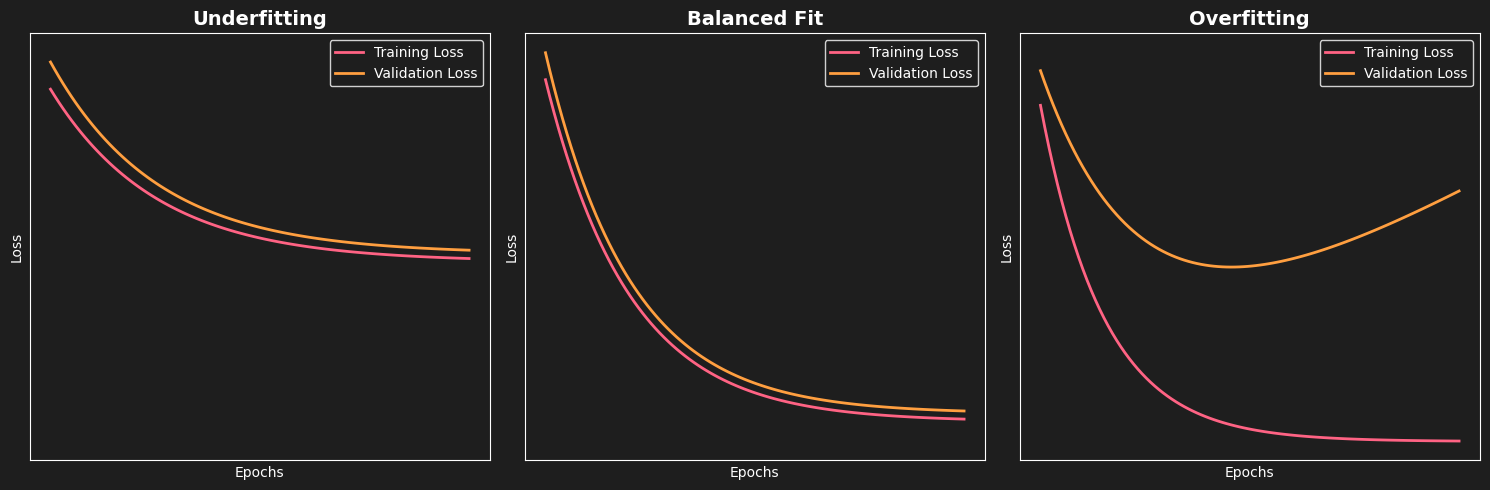 Underfitting
Training Loss
Validation Loss
Loss
Epochs
Balanced Fit
Training Loss
Validation Loss
Loss
Epochs
Overfitting
Training Loss
Validation Loss
Loss
Epochs